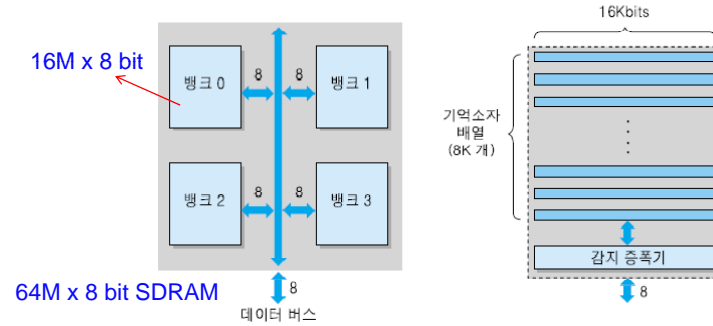 16M x 8 bit
뱅크 0
8
8
뱅크 1
뱅크 2
8
8
뱅크 3
64M x 8 bit SDRAM
8
데이터 버스
16Kbits
기억소자
배열
(8K 개)
감지 증폭기
8